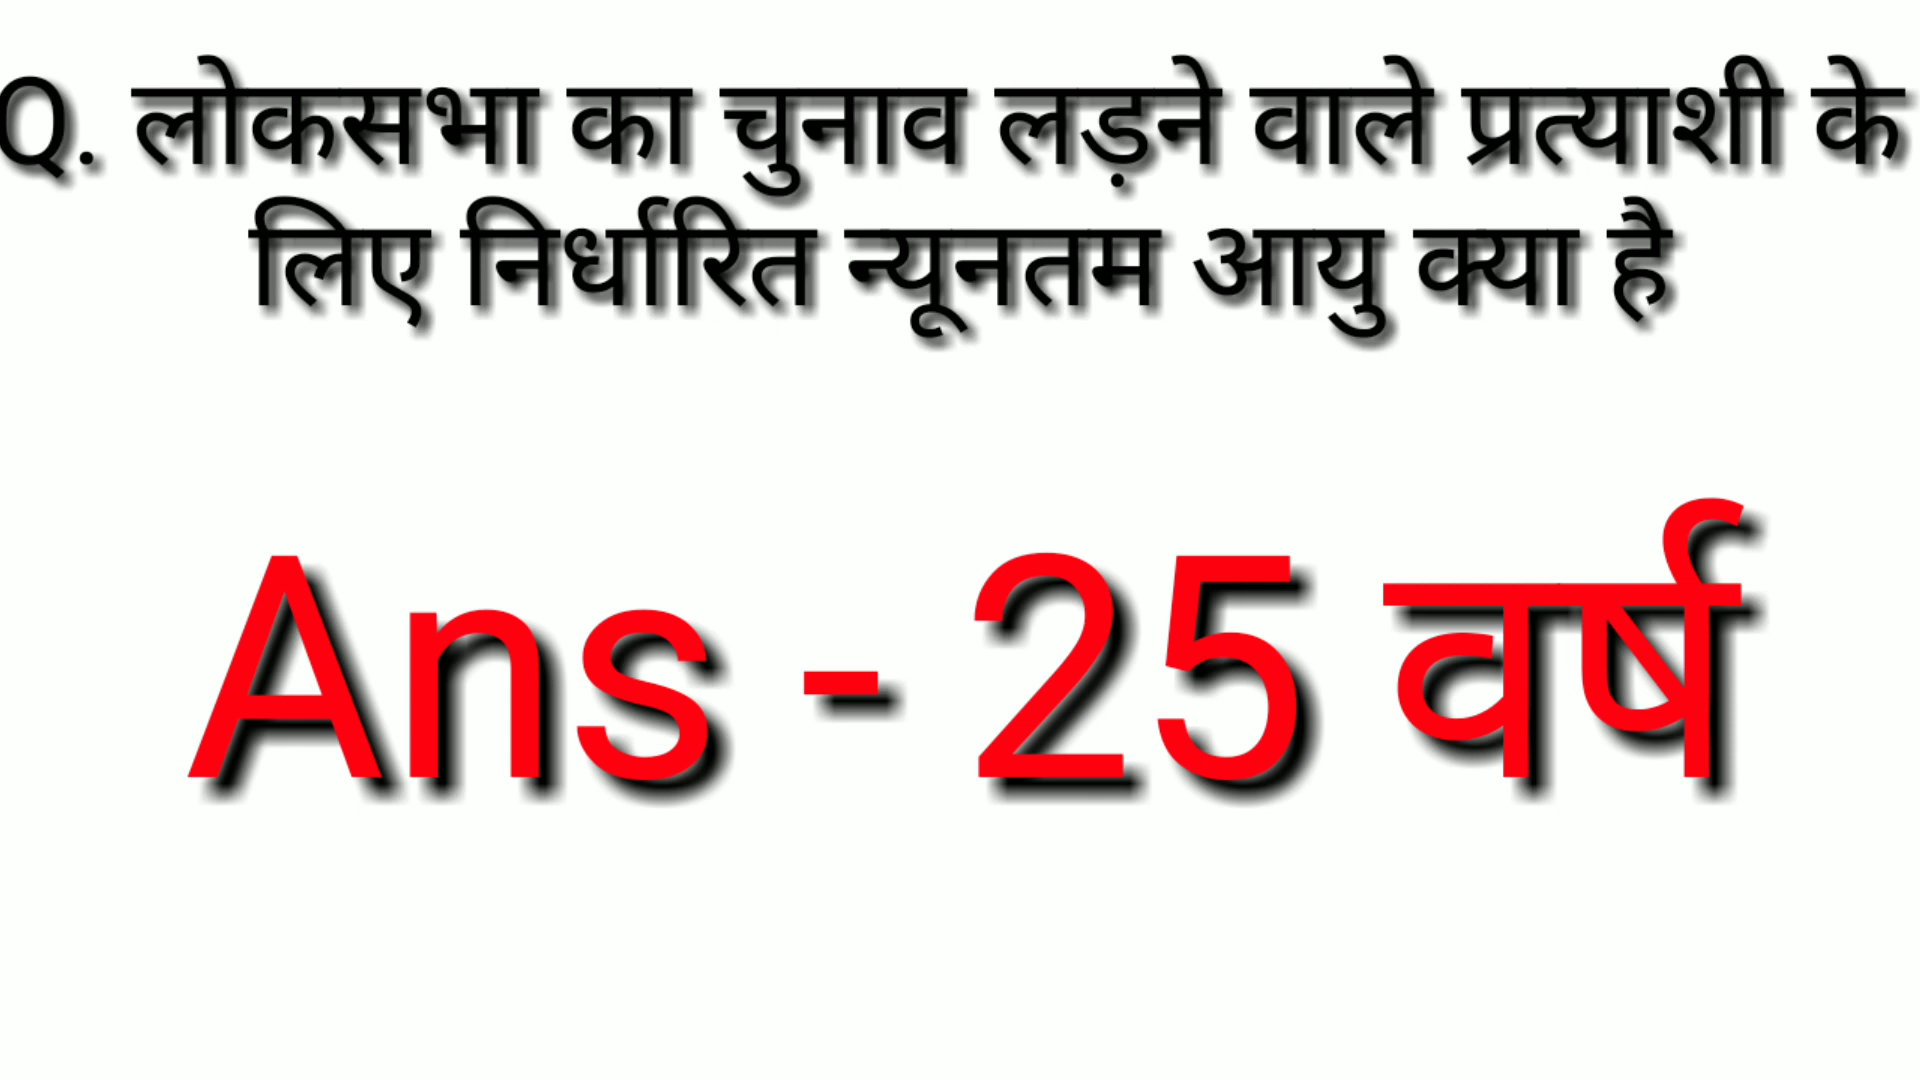 Q. लोकसभा का चुनाव लड़ने वाले प्रत्याशी के
लिए निर्धारित न्यूनतम आयु क्या है
Ans - 25 वर्ष